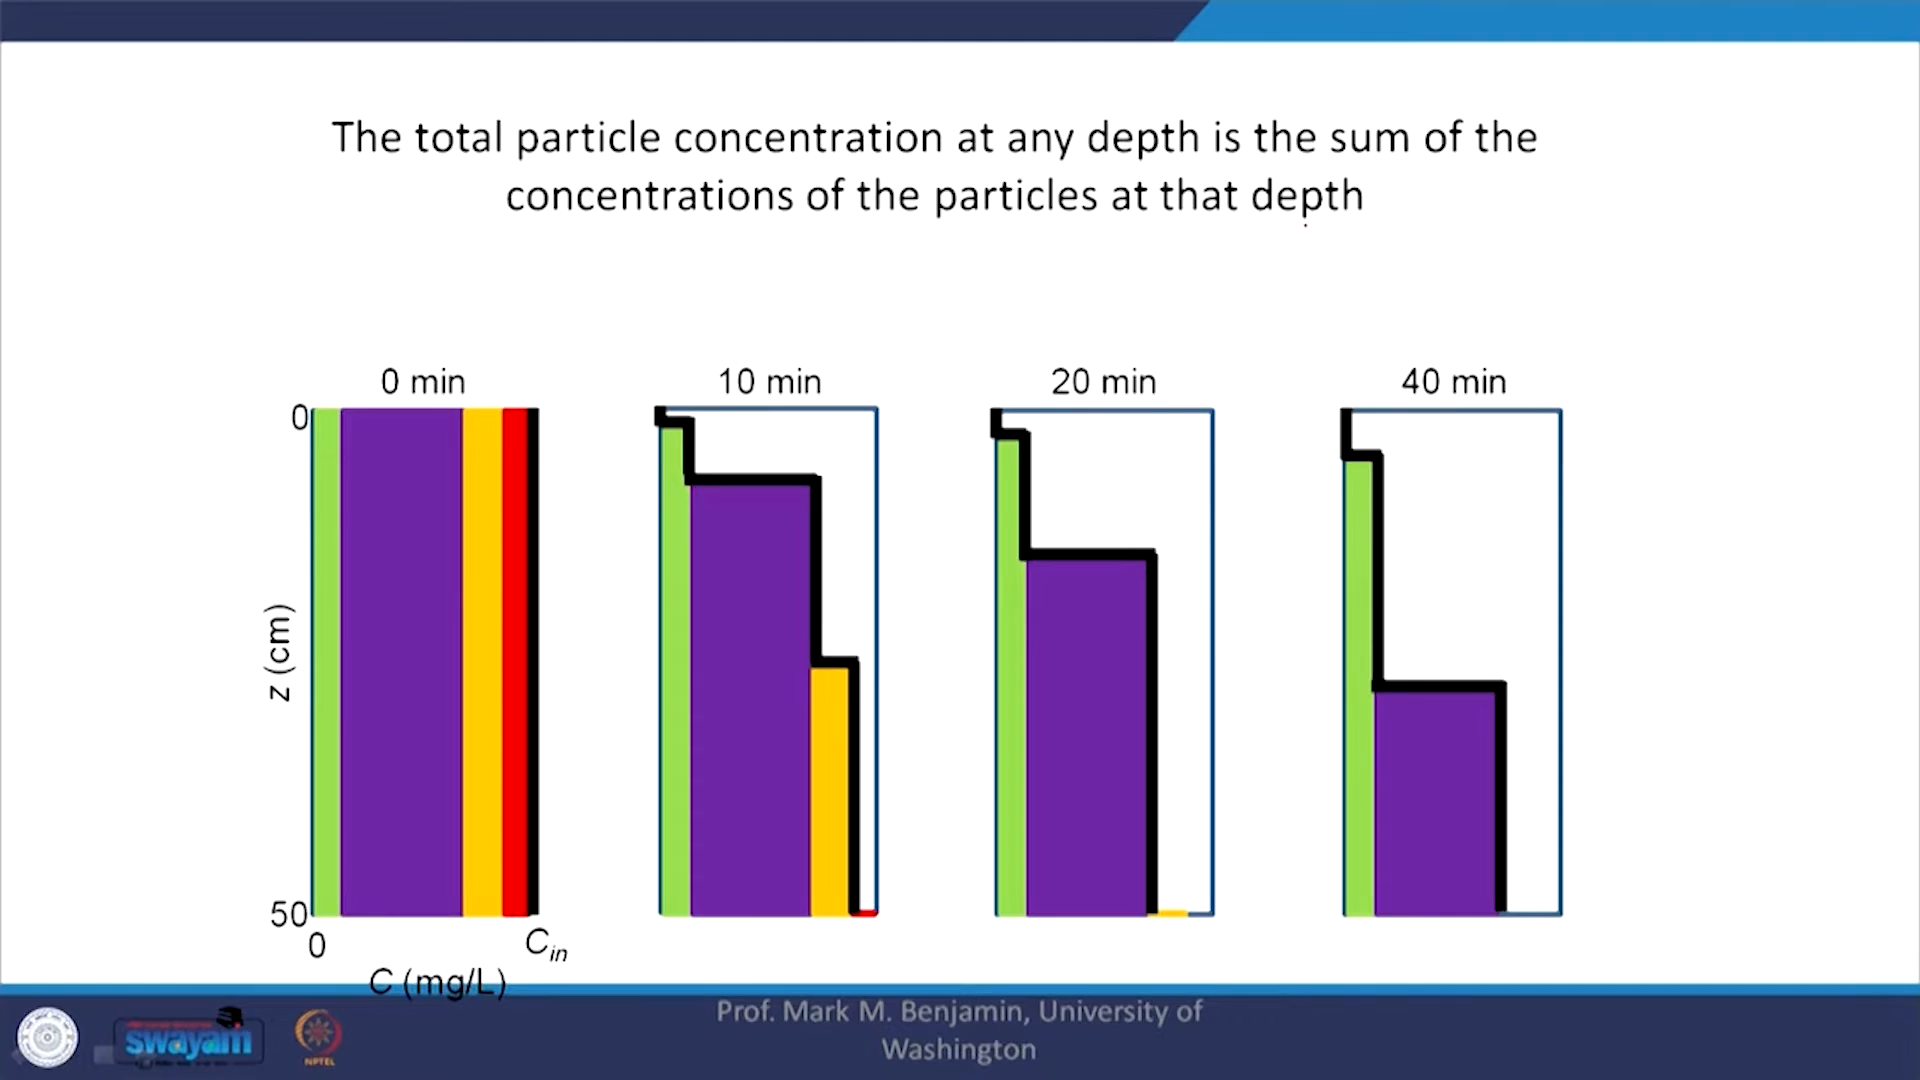 The total particle concentration at any depth is the sum of the
concentrations of the particles at that depth
0 min
10 min
20 min
40 min
0
z (cm)
50
0
C_in
C (mg/L)
Prof. Mark M. Benjamin, University of
Washington
swayam
NPTEL